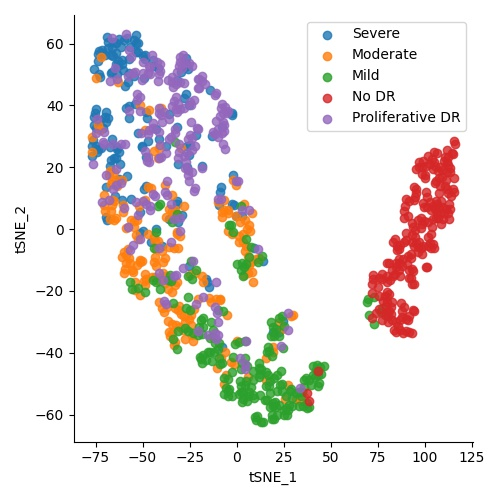 Severe
Moderate
Mild
No DR
Proliferative DR
60
40
20
0
−20
−40
−60
tSNE_2
−75 −50 −25 0 25 50 75 100 125
tSNE_1